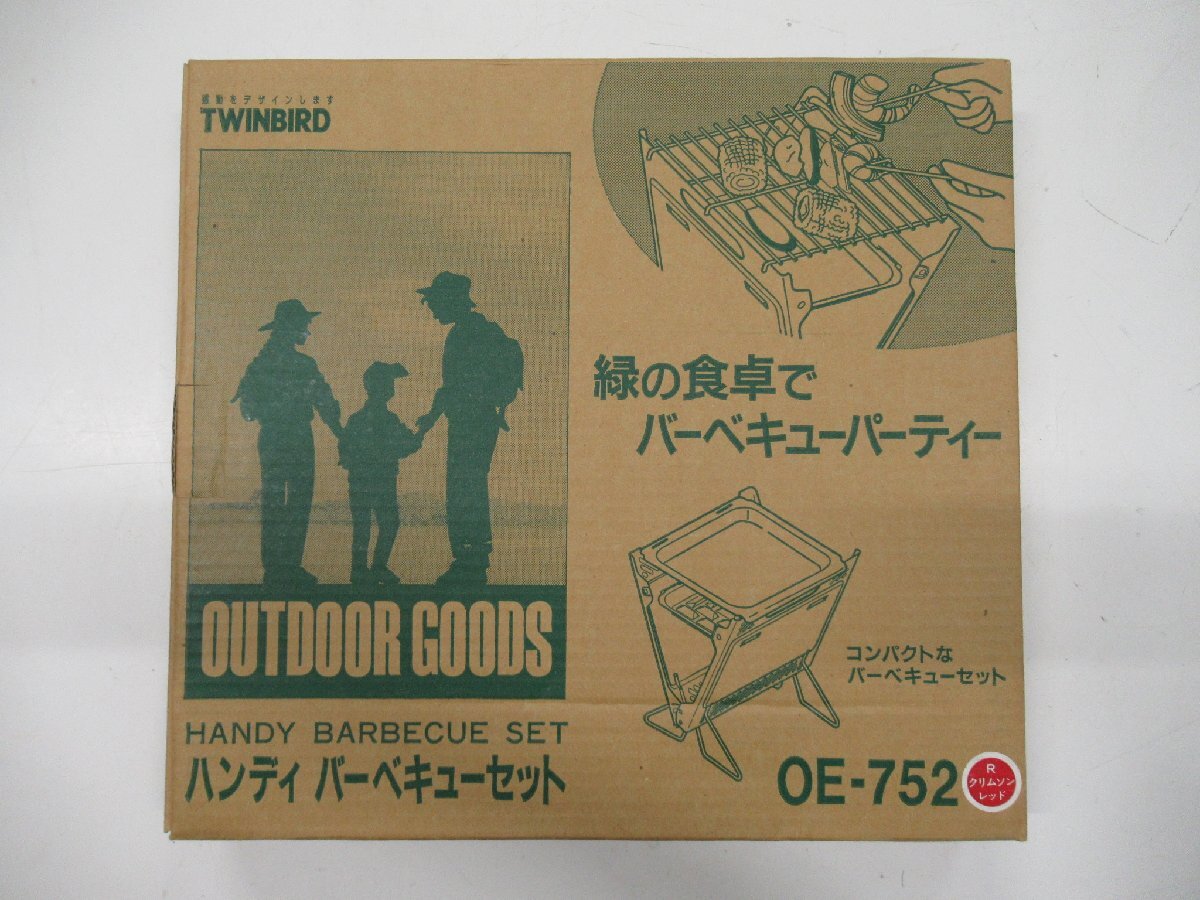 感動をデザインします
TWINBIRD
緑の食卓で
バーベキューパーティー
OUTDOOR GOODS
コンパクトな
バーベキューセット
HANDY BARBECUE SET
ハンディ バーベキューセット
OE-752
R
クリムゾン
レッド